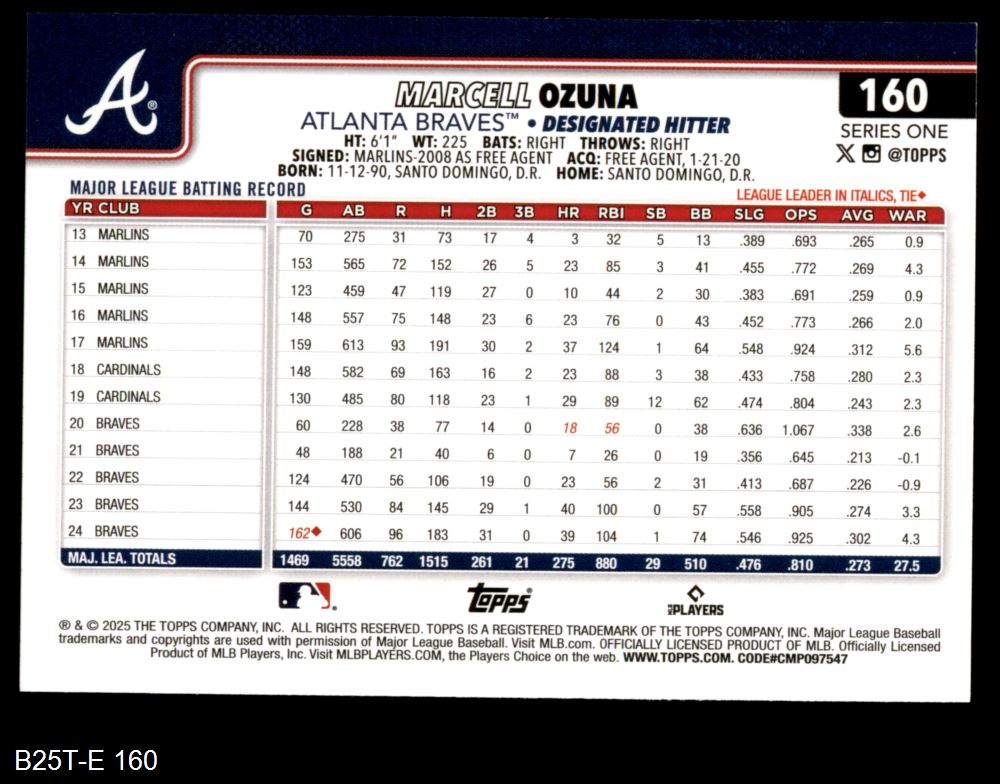 MARCELL OZUNA
160
ATLANTA BRAVES™ • DESIGNATED HITTER
SERIES ONE
HT: 6'1" WT: 225 BATS: RIGHT THROWS: RIGHT
@TOPPS
SIGNED: MARLINS-2008 AS FREE AGENT ACQ: FREE AGENT, 1-21-20
BORN: 11-12-90, SANTO DOMINGO, D.R. HOME: SANTO DOMINGO, D.R.
MAJOR LEAGUE BATTING RECORD
LEAGUE LEADER IN ITALICS, TIE♦
YR CLUB G AB R H 2B 3B HR RBI SB BB SLG OPS AVG WAR
13 MARLINS 70 275 31 73 17 4 3 32 5 13 .389 .693 .265 0.9
14 MARLINS 153 565 72 152 26 5 23 85 3 41 .455 .772 .269 4.3
15 MARLINS 123 459 47 119 27 0 10 44 2 30 .383 .691 .259 0.9
16 MARLINS 148 557 75 148 23 6 23 76 0 43 .452 .773 .266 2.0
17 MARLINS 159 613 93 191 30 2 37 124 1 64 .548 .924 .312 5.6
18 CARDINALS 148 582 69 163 16 2 23 88 3 38 .433 .758 .280 2.3
19 CARDINALS 130 485 80 118 23 1 29 89 12 62 .474 .804 .243 2.3
20 BRAVES 60 228 38 77 14 0 18 56 0 38 .636 1.067 .338 2.6
21 BRAVES 48 188 21 40 6 0 7 26 0 19 .356 .645 .213 -0.1
22 BRAVES 124 470 56 106 19 0 23 56 2 31 .413 .687 .226 -0.9
23 BRAVES 144 530 84 145 29 1 40 100 0 57 .558 .905 .274 3.3
24 BRAVES 162♦ 606 96 183 31 0 39 104 1 74 .546 .925 .302 4.3
MAJ. LEA. TOTALS 1469 5558 762 1515 261 21 275 880 29 510 .476 .810 .273 27.5
Topps
PLAYERS
® & © 2025 THE TOPPS COMPANY, INC. ALL RIGHTS RESERVED. TOPPS IS A REGISTERED TRADEMARK OF THE TOPPS COMPANY, INC. Major League Baseball
trademarks and copyrights are used with permission of Major League Baseball. Visit MLB.com. OFFICIALLY LICENSED PRODUCT OF MLB. Officially Licensed
Product of MLB Players, Inc. Visit MLBPLAYERS.COM, the Players Choice on the web. WWW.TOPPS.COM. CODE#CMP097547
B25T-E 160